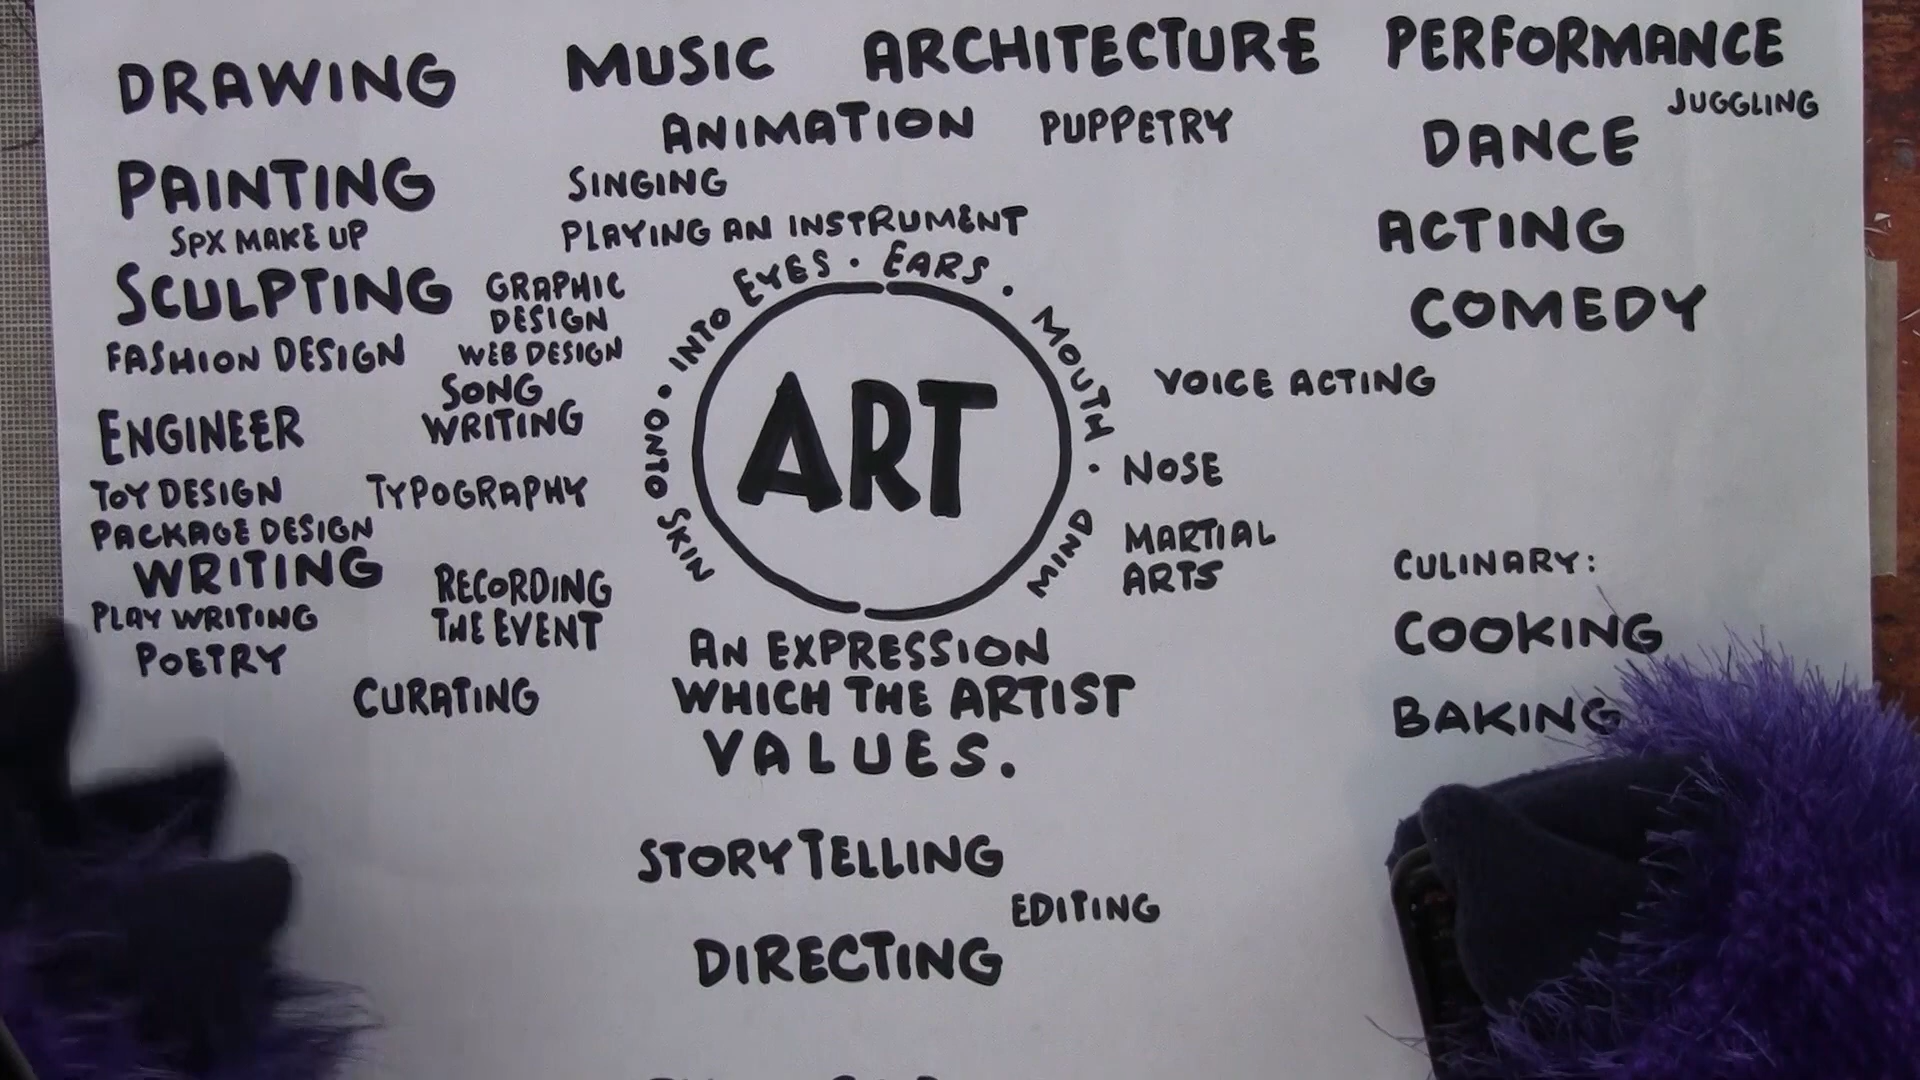 DRAWING
MUSIC
ARCHITECTURE
PERFORMANCE
JUGGLING
ANIMATION
PUPPETRY
DANCE
PAINTING
SINGING
SPX MAKE UP
PLAYING AN INSTRUMENT
ACTING
SCULPTING
GRAPHIC
DESIGN
COMEDY
FASHION DESIGN
WEB DESIGN
VOICE ACTING
SONG
WRITING
ENGINEER
TOY DESIGN
TYPOGRAPHY
PACKAGE DESIGN
WRITING
PLAY WRITING
POETRY
RECORDING
THE EVENT
CURATING
ONTO SKIN · INTO EYES · EARS · MOUTH · MIND
ART
NOSE
MARTIAL
ARTS
CULINARY:
COOKING
BAKING
AN EXPRESSION
WHICH THE ARTIST
VALUES.
STORYTELLING
EDITING
DIRECTING